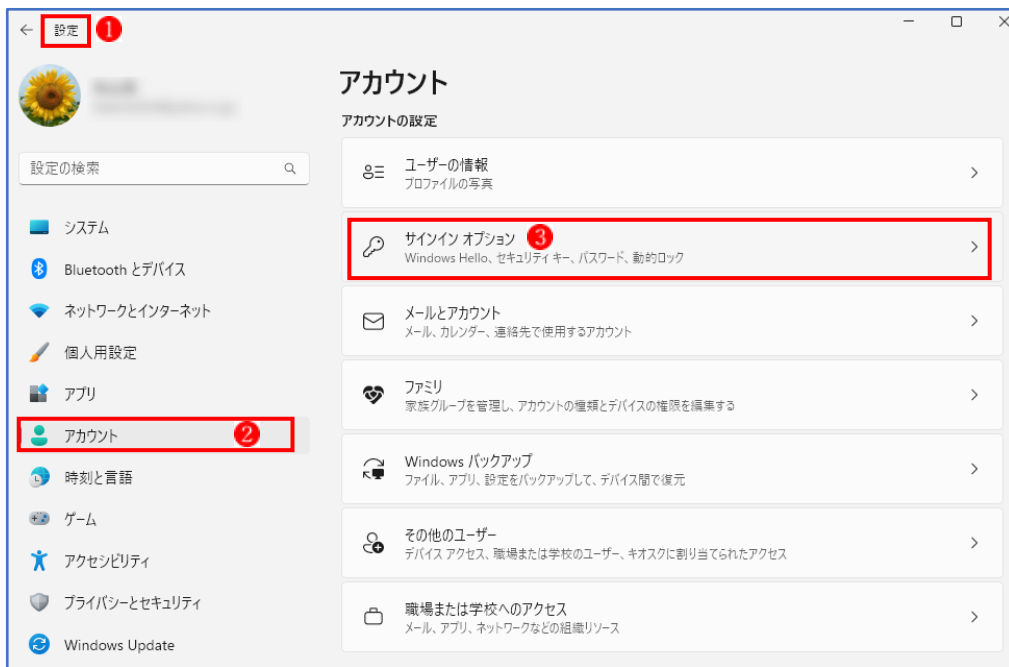 設定 1
設定の検索
システム
Bluetooth とデバイス
ネットワークとインターネット
個人用設定
アプリ
アカウント 2
時刻と言語
ゲーム
アクセシビリティ
プライバシーとセキュリティ
Windows Update
アカウント
アカウントの設定
ユーザーの情報
プロファイルの写真
サインイン オプション 3
Windows Hello、セキュリティ キー、パスワード、動的ロック
メールとアカウント
メール、カレンダー、連絡先で使用するアカウント
ファミリ
家族グループを管理し、アカウントの種類とデバイスの権限を編集する
Windows バックアップ
ファイル、アプリ、設定をバックアップして、デバイス間で復元
その他のユーザー
デバイス アクセス、職場または学校のユーザー、キオスクに割り当てられたアクセス
職場または学校へのアクセス
メール、アプリ、ネットワークなどの組織リソース